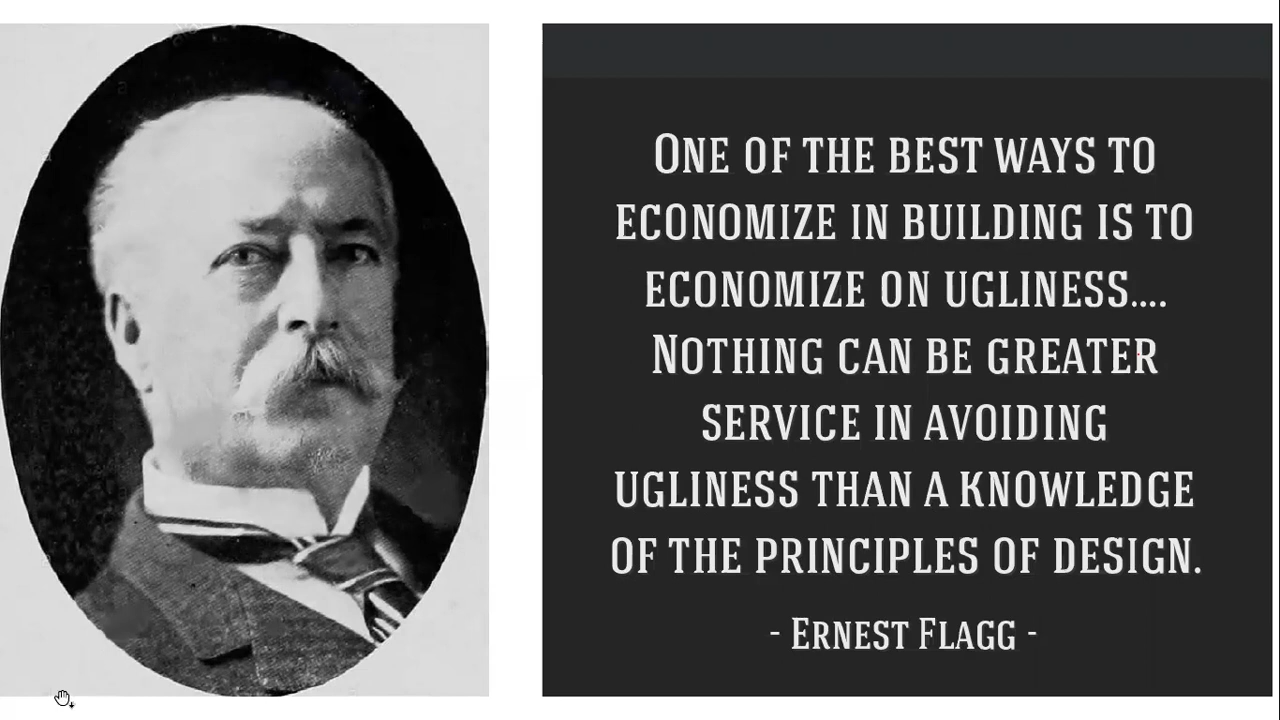 One of the best ways to
economize in building is to
economize on ugliness....
Nothing can be greater
service in avoiding
ugliness than a knowledge
of the principles of design.
- Ernest Flagg -